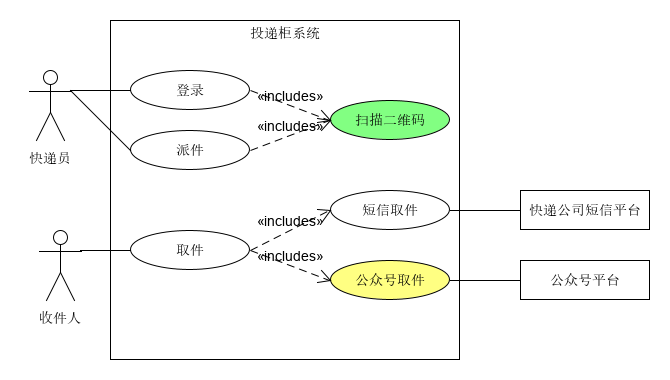 投递柜系统
登录
«includes»
扫描二维码
«includes»
派件
快递员
短信取件
快递公司短信平台
«includes»
取件
«includes»
公众号取件
公众号平台
收件人